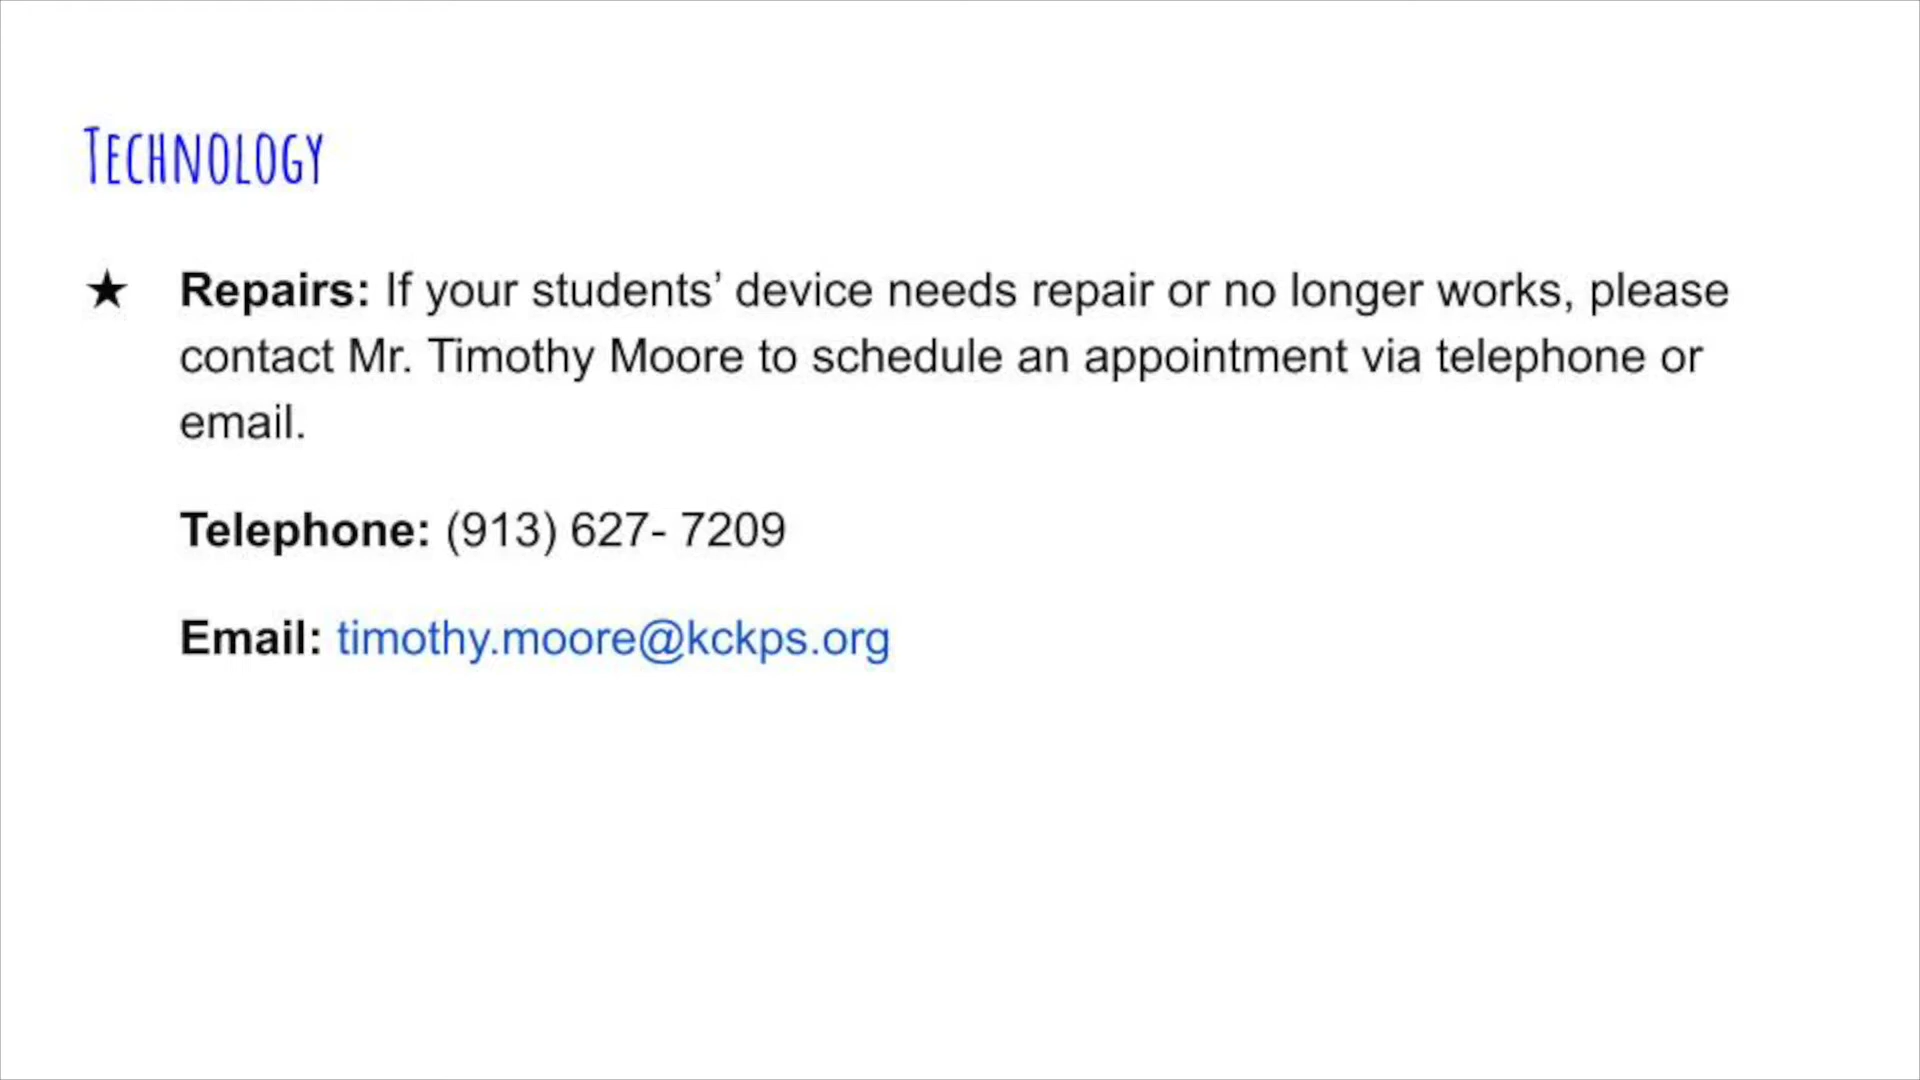 Technology
★ Repairs: If your students’ device needs repair or no longer works, please
contact Mr. Timothy Moore to schedule an appointment via telephone or
email.
Telephone: (913) 627- 7209
Email: timothy.moore@kckps.org